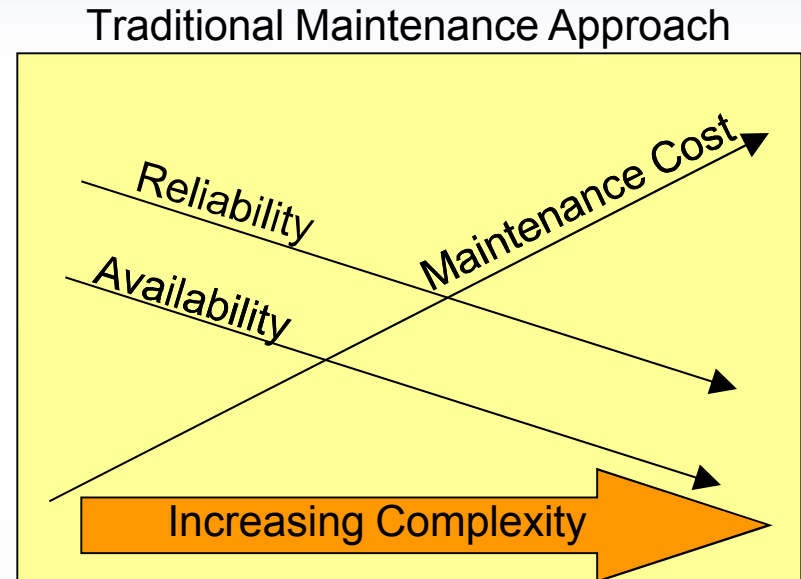 Traditional Maintenance Approach
Reliability
Maintenance Cost
Availability
Increasing Complexity